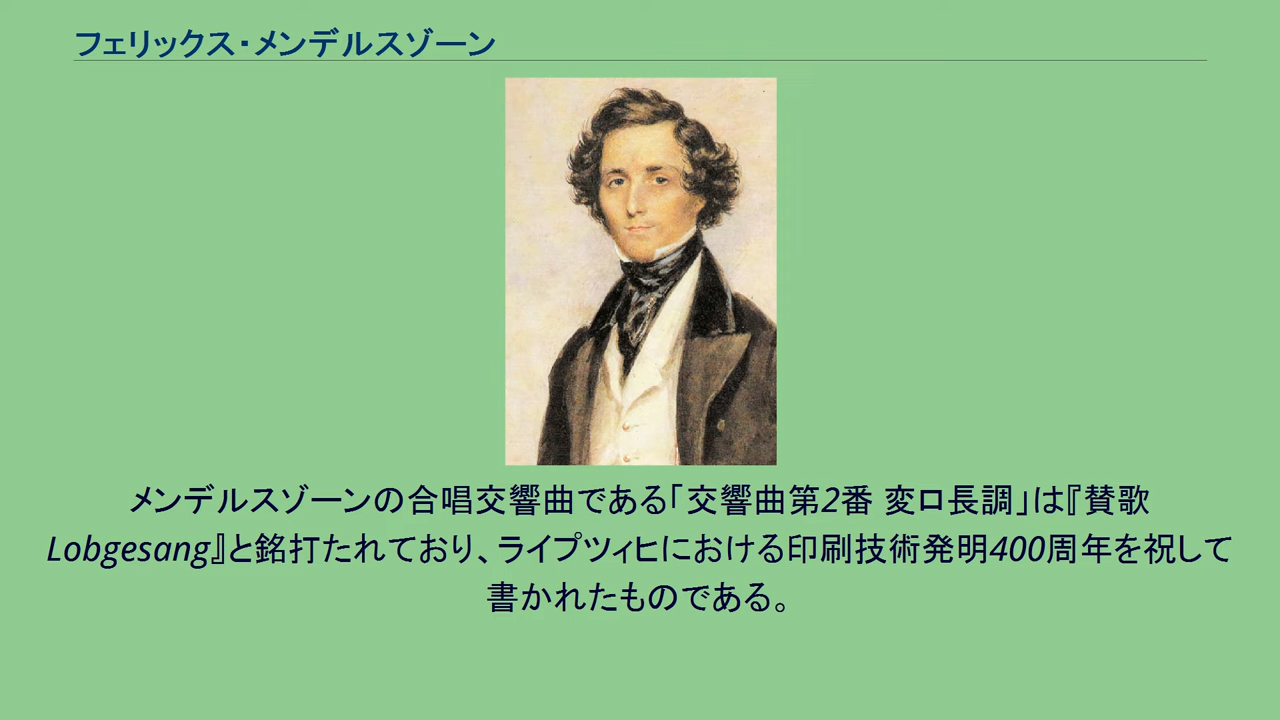 フェリックス・メンデルスゾーン
メンデルスゾーンの合唱交響曲である「交響曲第2番 変ロ長調」は『賛歌
Lobgesang』と銘打たれており、ライプツィヒにおける印刷技術発明400周年を祝して
書かれたものである。